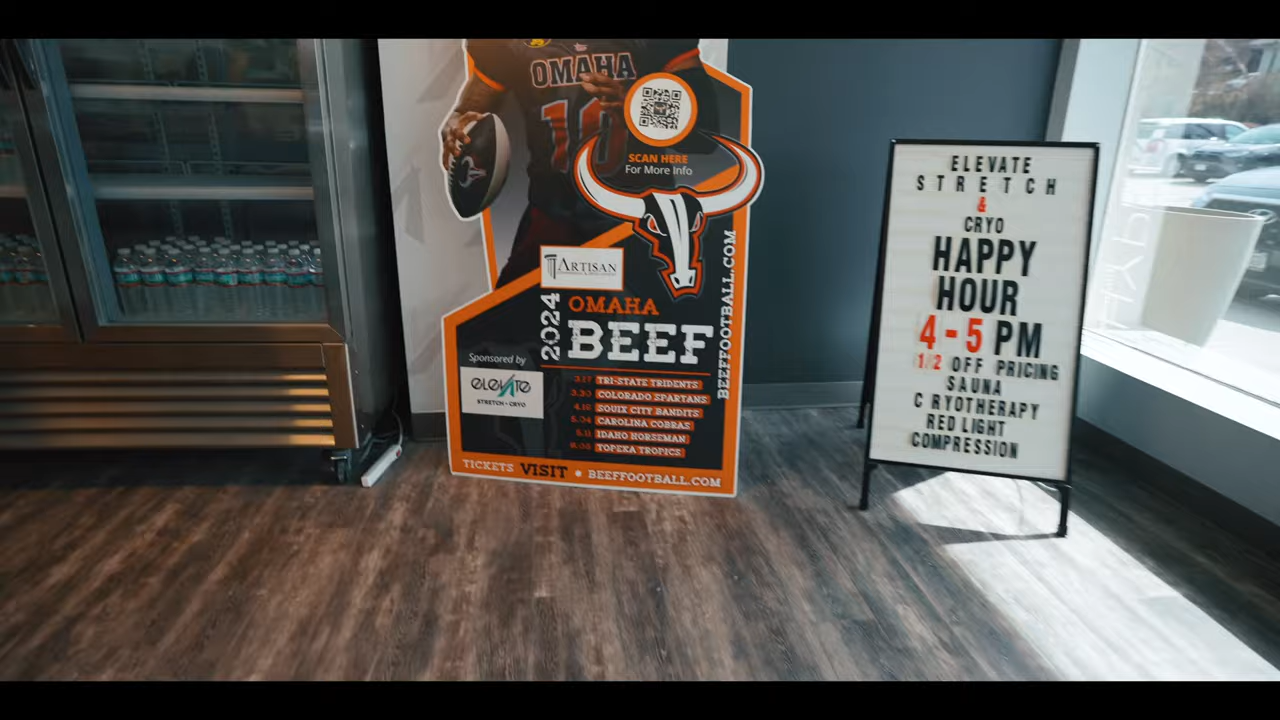 OMAHA
10
SCAN HERE
For More Info
ARTISAN
2024
OMAHA
BEEF
BEEFFOOTBALL.COM
Sponsored by
elevate
STRETCH • CRYO
TRI-STATE TRIDENTS
COLORADO SPARTANS
SOUIX CITY BANDITS
CAROLINA COBRAS
IDAHO HORSEMAN
TOPEKA TROPICS
TICKETS VISIT • BEEFFOOTBALL.COM
ELEVATE
STRETCH
&
CRYO
HAPPY
HOUR
4-5 PM
1/2 OFF PRICING
SAUNA
CRYOTHERAPY
RED LIGHT
COMPRESSION